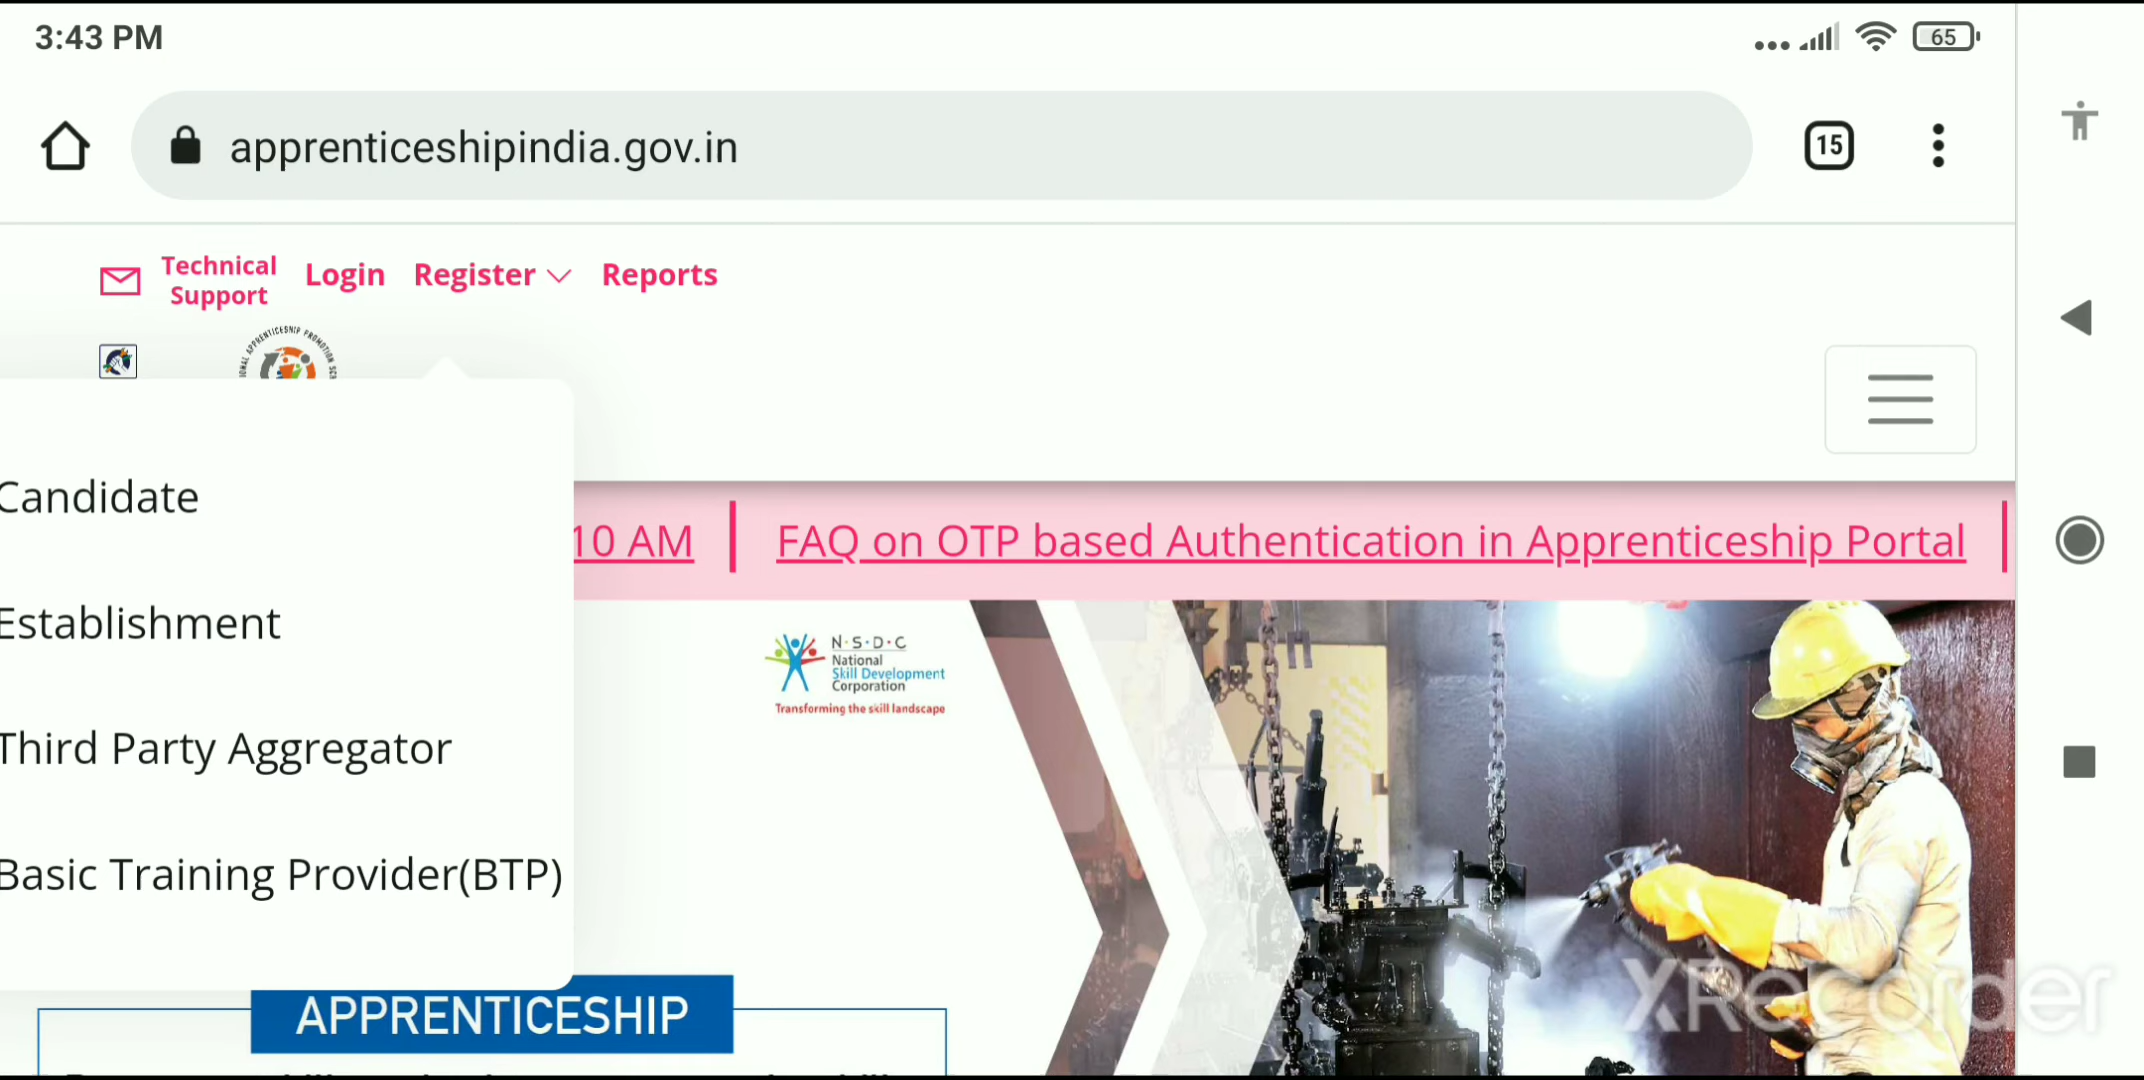 3:43 PM
65
apprenticeshipindia.gov.in
15
Technical
Support
Login
Register
Reports
APPRENTICESHIP PROMOTION
Candidate
Establishment
Third Party Aggregator
Basic Training Provider(BTP)
10 AM
FAQ on OTP based Authentication in Apprenticeship Portal
N·S·D·C
National
Skill Development
Corporation
Transforming the skill landscape
APPRENTICESHIP
XRecorder